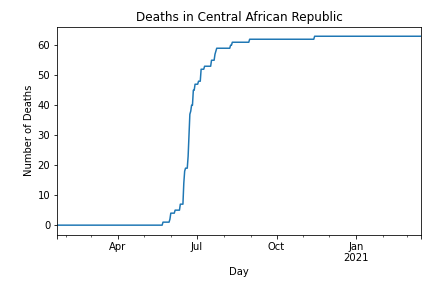 Deaths in Central African Republic
Number of Deaths
60
50
40
30
20
10
0
Apr
Jul
Oct
Jan
2021
Day